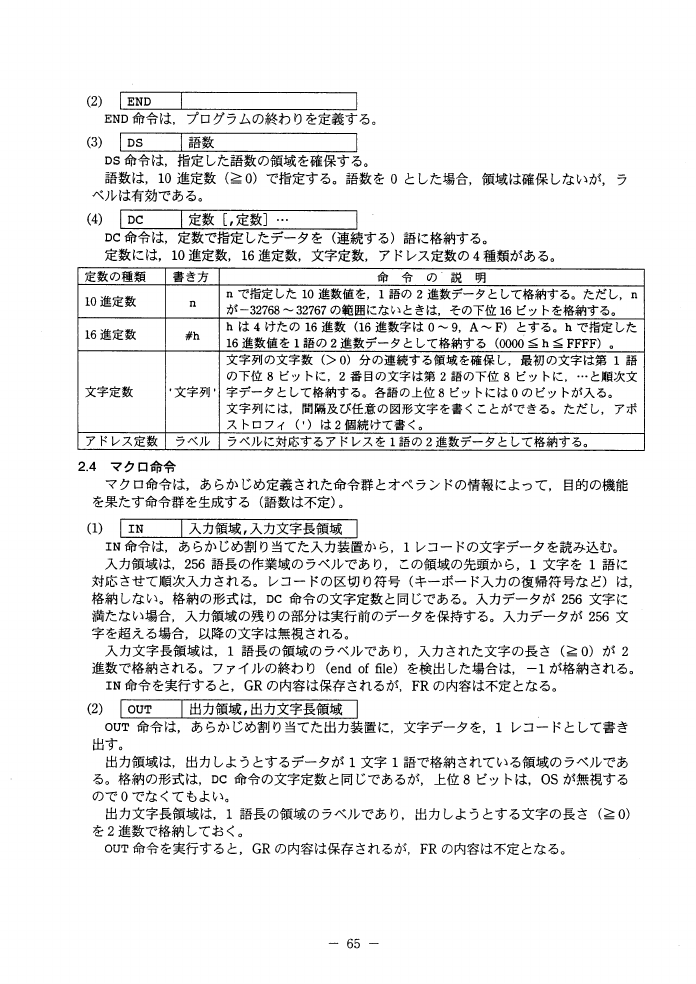 (2) END
END 命令は，プログラムの終わりを定義する。
(3) DS 語数
DS 命令は，指定した語数の領域を確保する。
語数は，10 進定数（≧0）で指定する。語数を 0 とした場合，領域は確保しないが，ラ
ベルは有効である。
(4) DC 定数［，定数］…
DC 命令は，定数で指定したデータを（連続する）語に格納する。
定数には，10 進定数，16 進定数，文字定数，アドレス定数の 4 種類がある。
定数の種類 書き方 命 令 の 説 明
10 進定数 n n で指定した 10 進数値を，1 語の 2 進数データとして格納する。ただし，n
が－32768～32767 の範囲にないときは，その下位 16 ビットを格納する。
16 進定数 #h h は 4 けたの 16 進数（16 進数字は 0～9，A～F）とする。h で指定した
16 進数値を 1 語の 2 進数データとして格納する（0000≦h≦FFFF）。
文字定数 '文字列' 文字列の文字数（＞0）分の連続する領域を確保し，最初の文字は第 1 語
の下位 8 ビットに，2 番目の文字は第 2 語の下位 8 ビットに，…と順次文
字データとして格納する。各語の上位 8 ビットには 0 のビットが入る。
文字列には，間隔及び任意の図形文字を書くことができる。ただし，アポ
ストロフィ（'）は 2 個続けて書く。
アドレス定数 ラベル ラベルに対応するアドレスを 1 語の 2 進数データとして格納する。
2.4 マクロ命令
マクロ命令は，あらかじめ定義された命令群とオペランドの情報によって，目的の機能
を果たす命令群を生成する（語数は不定）。
(1) IN 入力領域，入力文字長領域
IN 命令は，あらかじめ割り当てた入力装置から，1 レコードの文字データを読み込む。
入力領域は，256 語長の作業域のラベルであり，この領域の先頭から，1 文字を 1 語に
対応させて順次入力される。レコードの区切り符号（キーボード入力の復帰符号など）は，
格納しない。格納の形式は，DC 命令の文字定数と同じである。入力データが 256 文字に
満たない場合，入力領域の残りの部分は実行前のデータを保持する。入力データが 256 文
字を超える場合，以降の文字は無視される。
入力文字長領域は，1 語長の領域のラベルであり，入力された文字の長さ（≧0）が 2
進数で格納される。ファイルの終わり（end of file）を検出した場合は，－1 が格納される。
IN 命令を実行すると，GR の内容は保存されるが，FR の内容は不定となる。
(2) OUT 出力領域，出力文字長領域
OUT 命令は，あらかじめ割り当てた出力装置に，文字データを，1 レコードとして書き
出す。
出力領域は，出力しようとするデータが 1 文字 1 語で格納されている領域のラベルであ
る。格納の形式は，DC 命令の文字定数と同じであるが，上位 8 ビットは，OS が無視する
ので 0 でなくてもよい。
出力文字長領域は，1 語長の領域のラベルであり，出力しようとする文字の長さ（≧0）
を 2 進数で格納しておく。
OUT 命令を実行すると，GR の内容は保存されるが，FR の内容は不定となる。
－ 65 －